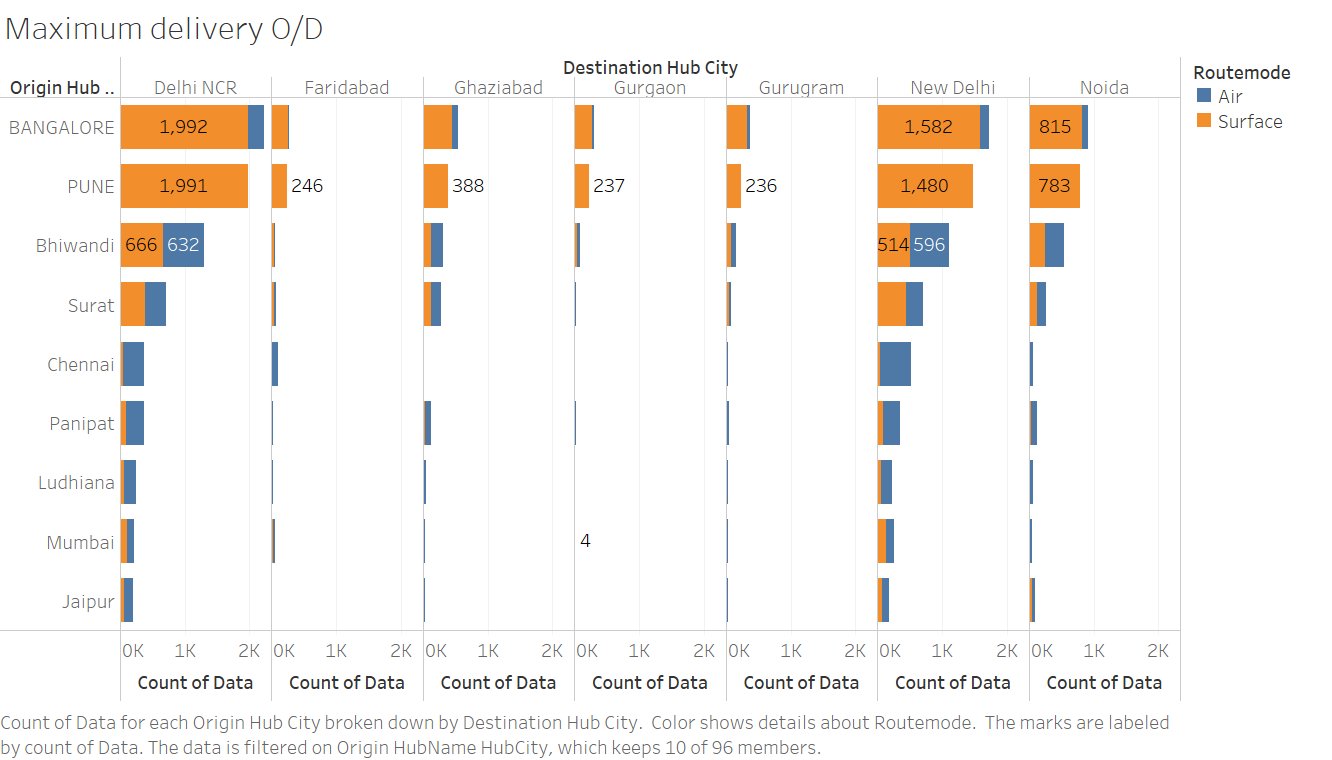 Maximum delivery O/D
Destination Hub City
Origin Hub .. Delhi NCR Faridabad Ghaziabad Gurgaon Gurugram New Delhi Noida
Routemode
Air
Surface
BANGALORE 1,992 1,582 815
PUNE 1,991 246 388 237 236 1,480 783
Bhiwandi 666 632 514 596
Surat
Chennai
Panipat
Ludhiana
Mumbai 4
Jaipur
0K 1K 2K 0K 1K 2K 0K 1K 2K 0K 1K 2K 0K 1K 2K 0K 1K 2K 0K 1K 2K
Count of Data Count of Data Count of Data Count of Data Count of Data Count of Data Count of Data
Count of Data for each Origin Hub City broken down by Destination Hub City.  Color shows details about Routemode.  The marks are labeled
by count of Data. The data is filtered on Origin HubName HubCity, which keeps 10 of 96 members.